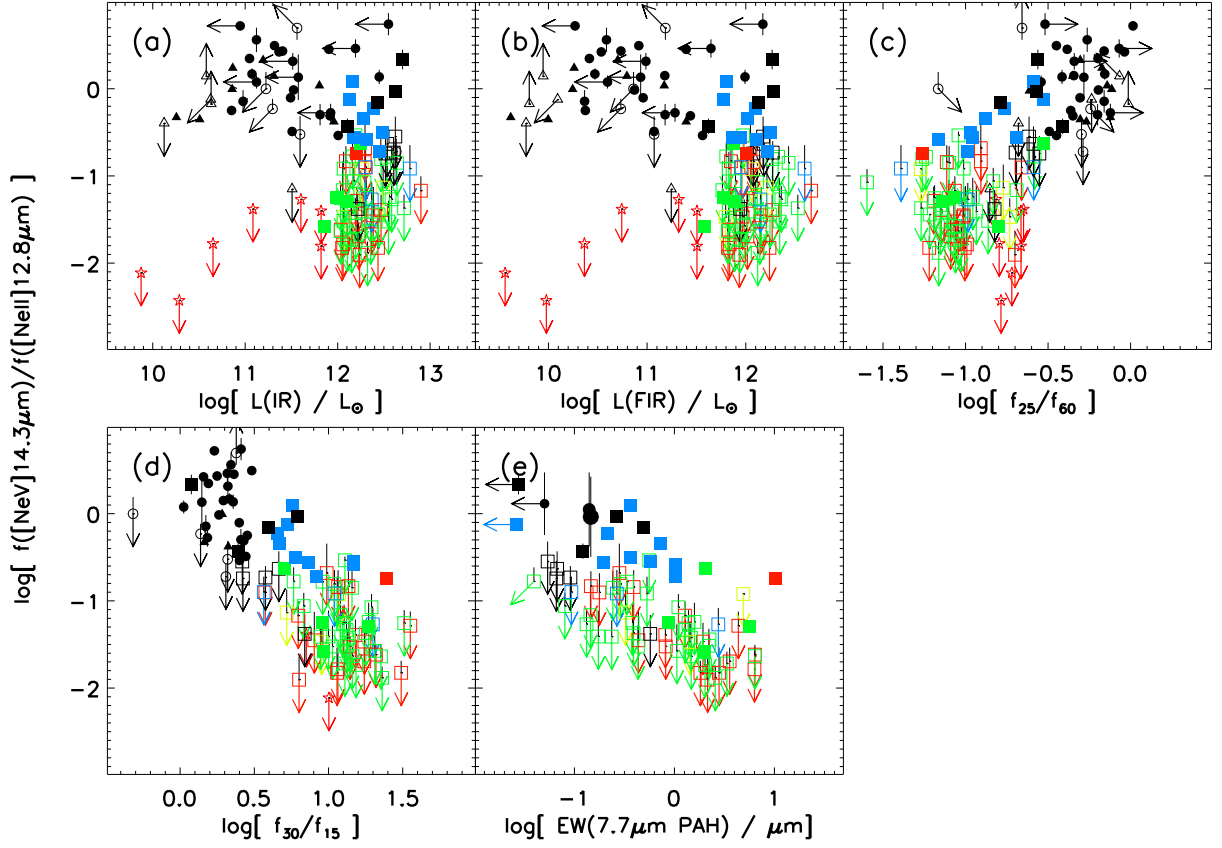 (a)
(b)
(c)
0
−1
−2
10
11
12
13
log[ L(IR) / L⊙ ]
10
11
12
log[ L(FIR) / L⊙ ]
−1.5
−1.0
−0.5
0.0
log[ f25/f60 ]
log[ f([NeV]14.3μm)/f([NeII]12.8μm) ]
(d)
(e)
0
−1
−2
0.0
0.5
1.0
1.5
log[ f30/f15 ]
−1
0
1
log[ EW(7.7μm PAH) / μm]